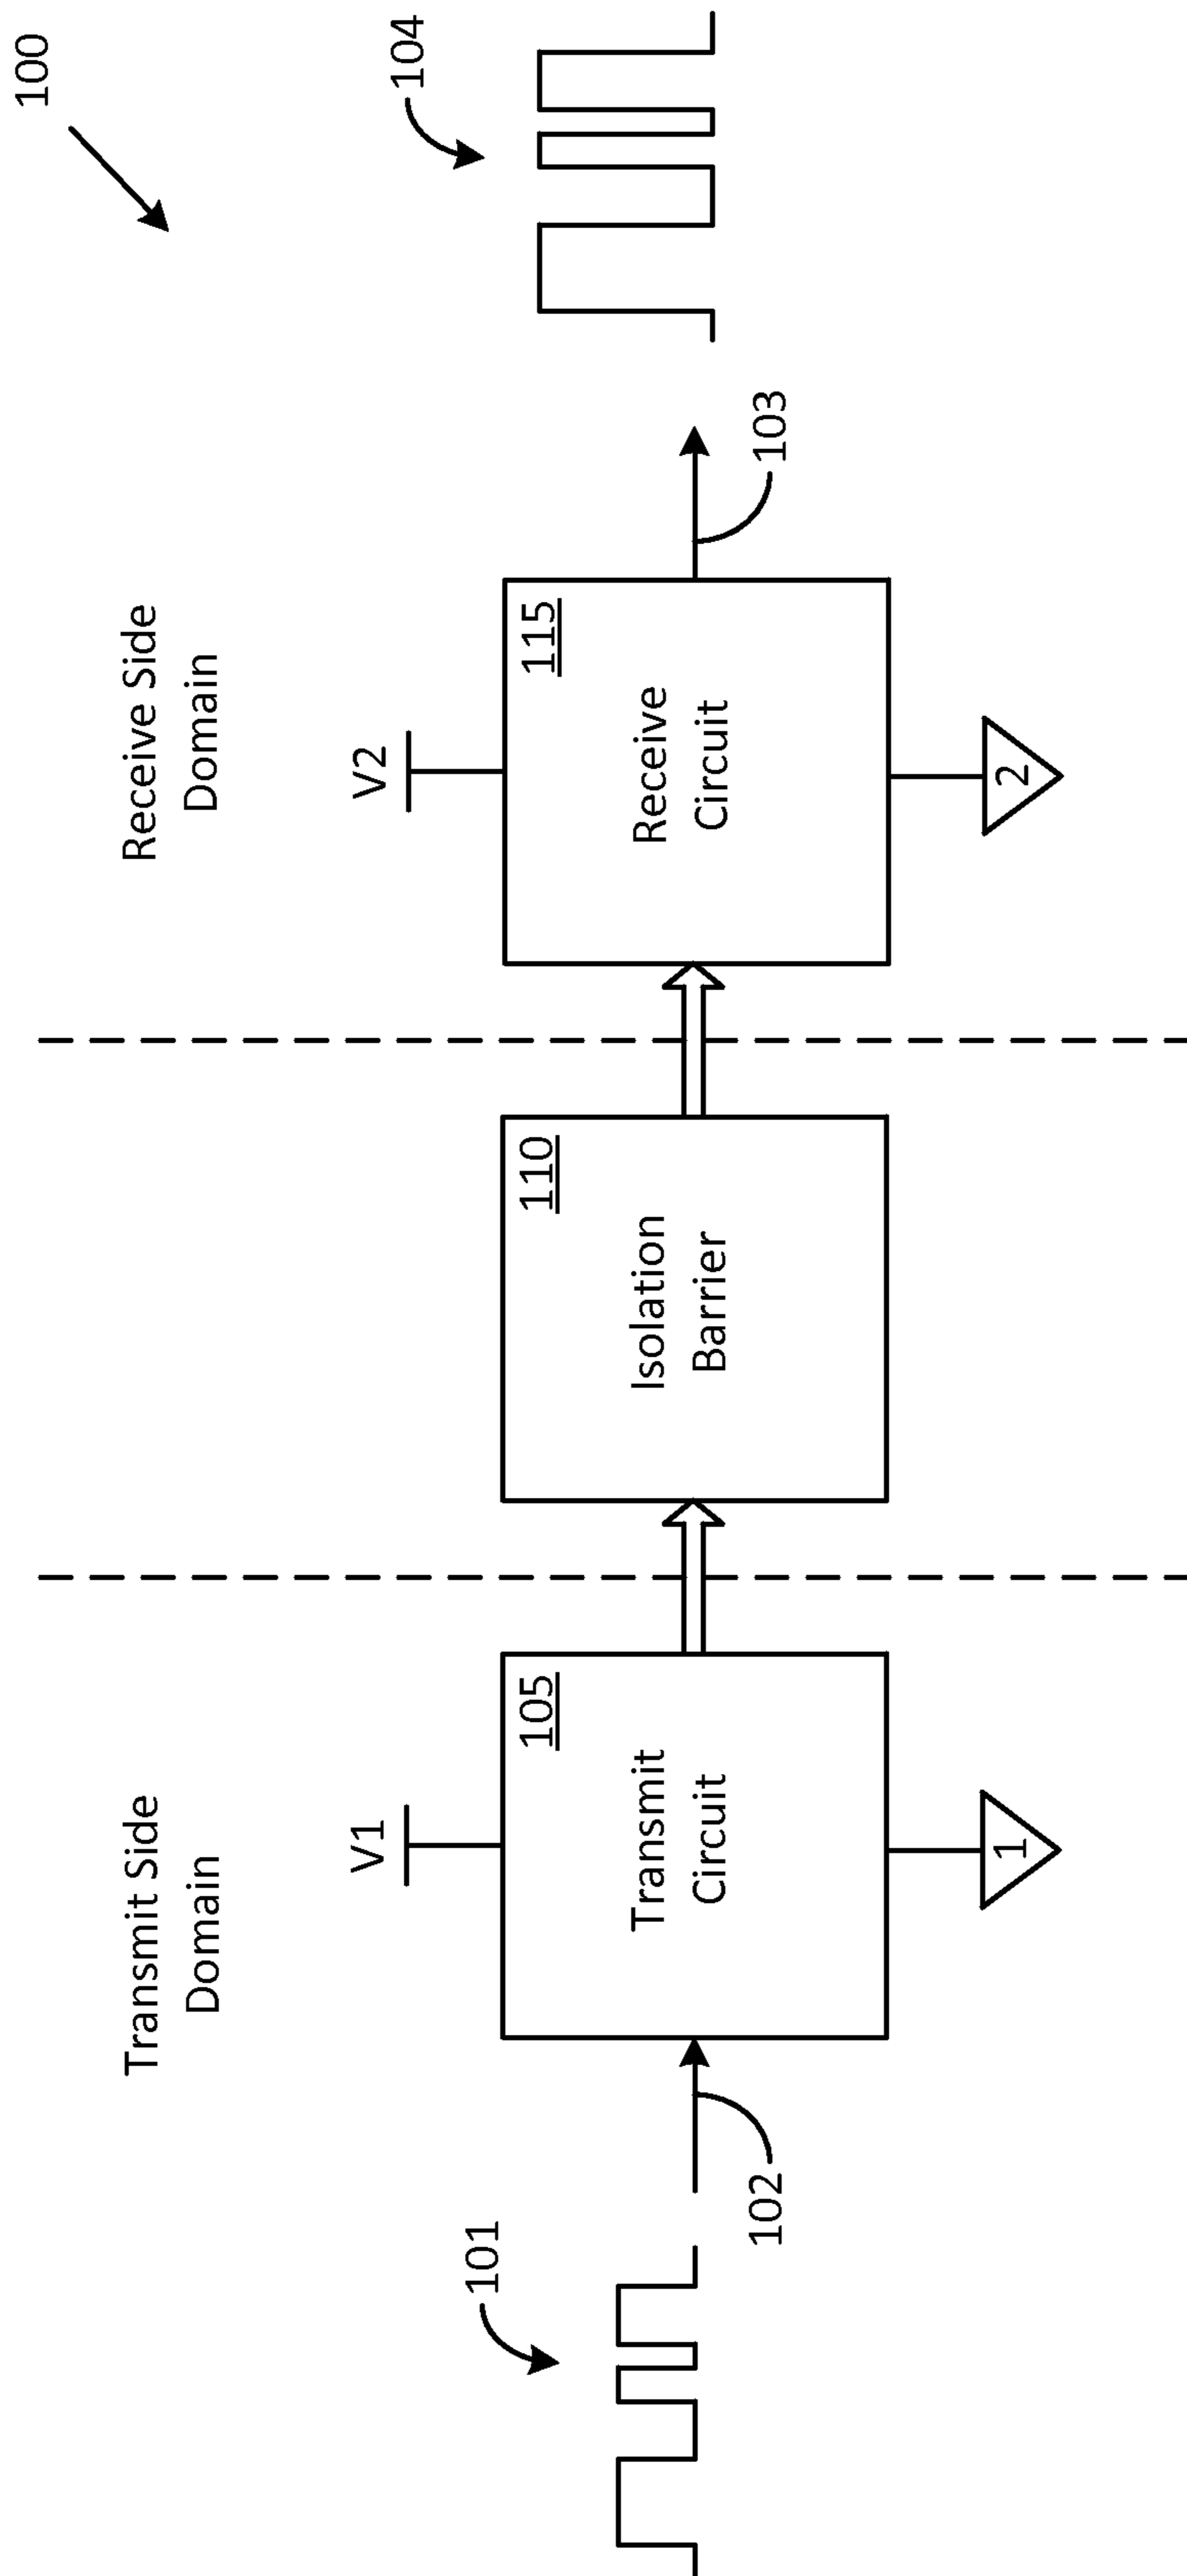 100
Transmit Side
Domain
Receive Side
Domain
101
102
V1
105
Transmit
Circuit
1
110
Isolation
Barrier
V2
115
Receive
Circuit
2
103
104